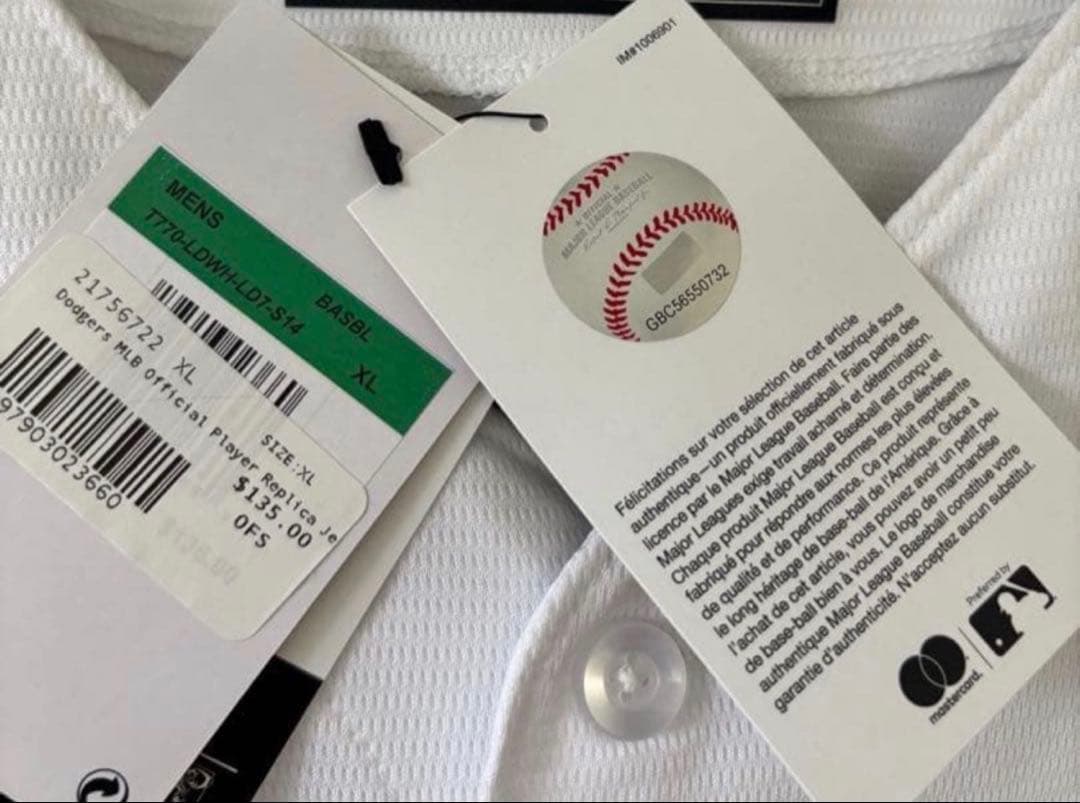 MENS
T770-LDWH-LD7-S14
BASBL
XL
21756722 XL
Dodgers MLB Official Player Replica Je
SIZE: XL
$135.00
OFS
9790302366​0
IM#1006901
★ OFFICIAL ★
MAJOR LEAGUE BASEBALL
GBC56550732
Félicitations sur votre sélection de cet article
authentique—un produit officiellement fabriqué sous
licence par le Major League Baseball. Faire partie des
Major Leagues exige travail acharné et détermination.
Chaque produit Major League Baseball est conçu et
fabriqué pour répondre aux normes les plus élevées
de qualité et de performance. Ce produit représente
le long héritage de base-ball de l'Amérique. Grâce à
l'achat de cet article, vous pouvez avoir un petit peu
de base-ball bien à vous. Le logo de marchandise
authentique Major League Baseball constitue votre
garantie d'authenticité. N'acceptez aucun substitut.
Preferred by
mastercard.